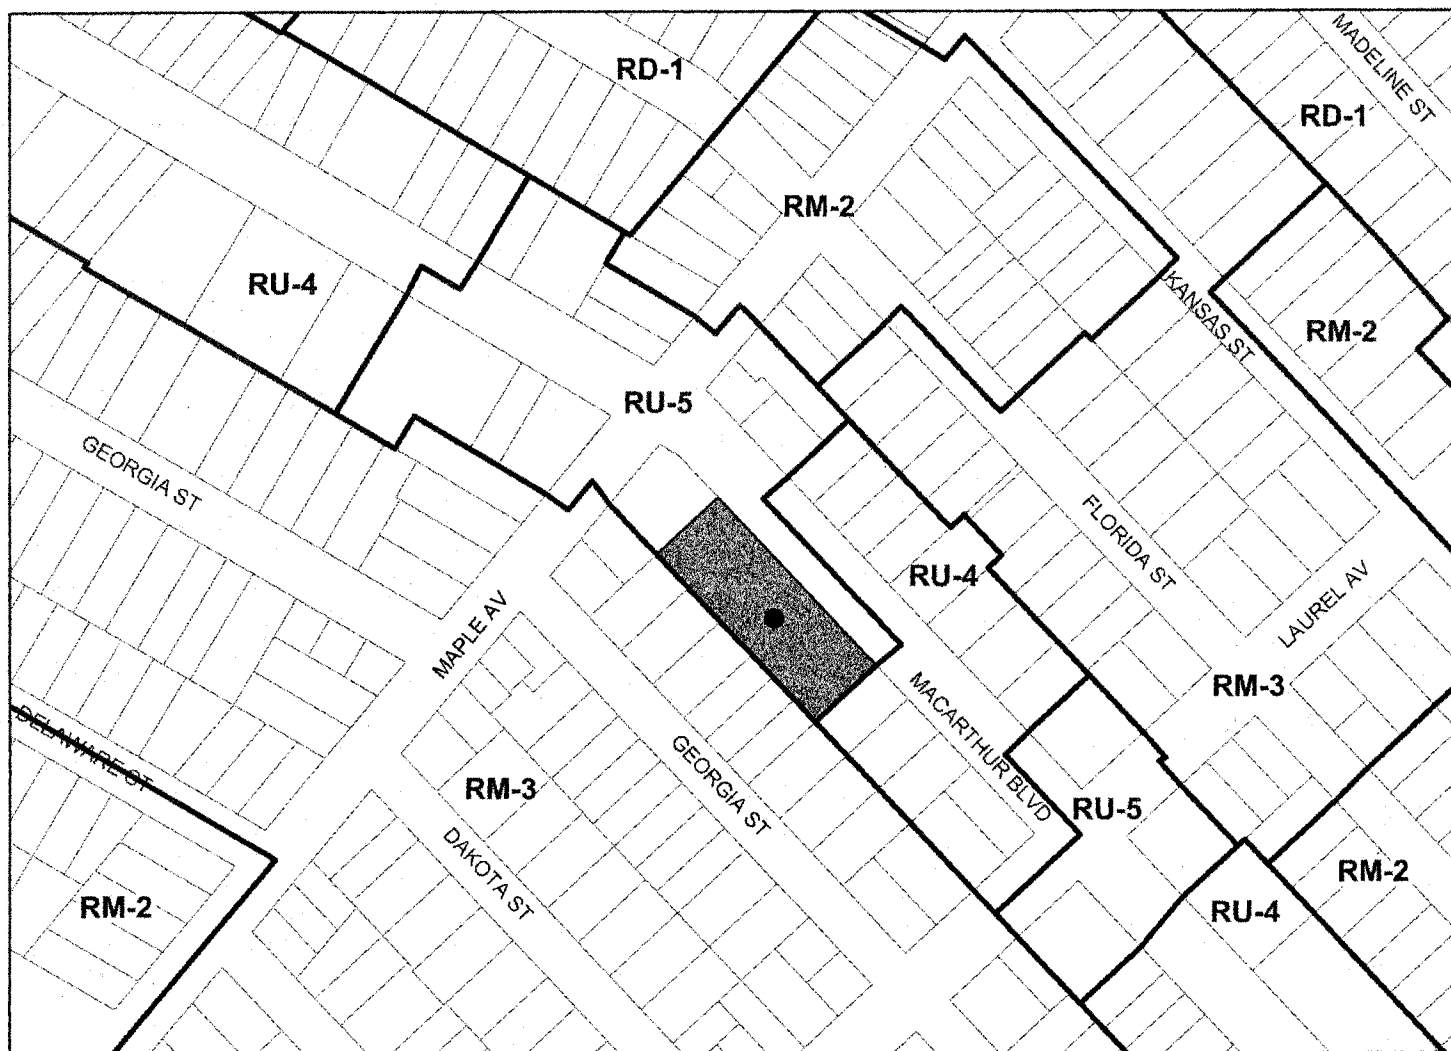 RD-1
MADELINE ST
RD-1
RM-2
RU-4
KANSAS ST
RM-2
RU-5
GEORGIA ST
FLORIDA ST
RU-4
LAUREL AV
MAPLE AV
RM-3
MACARTHUR BLVD
DELAWARE ST
RM-3
GEORGIA ST
RU-5
DAKOTA ST
RM-2
RM-2
RU-4